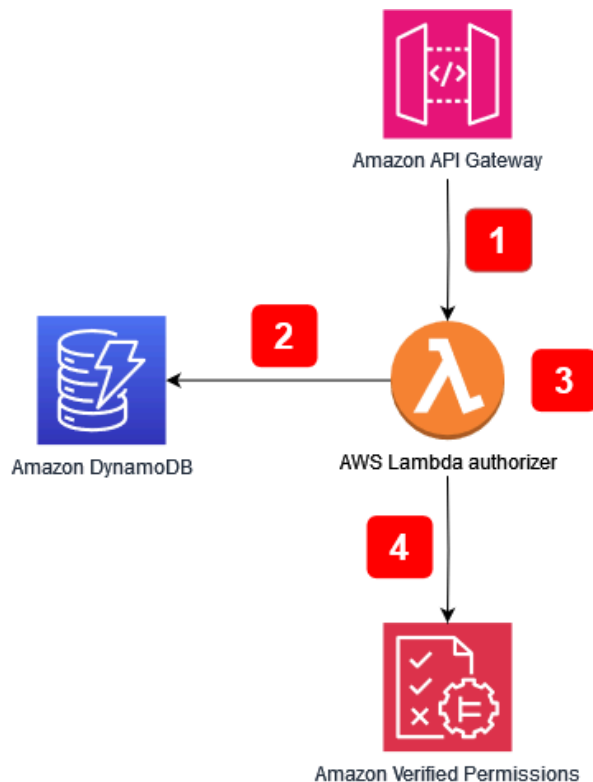 </>
Amazon API Gateway
1
2
3
Amazon DynamoDB
AWS Lambda authorizer
4
Amazon Verified Permissions